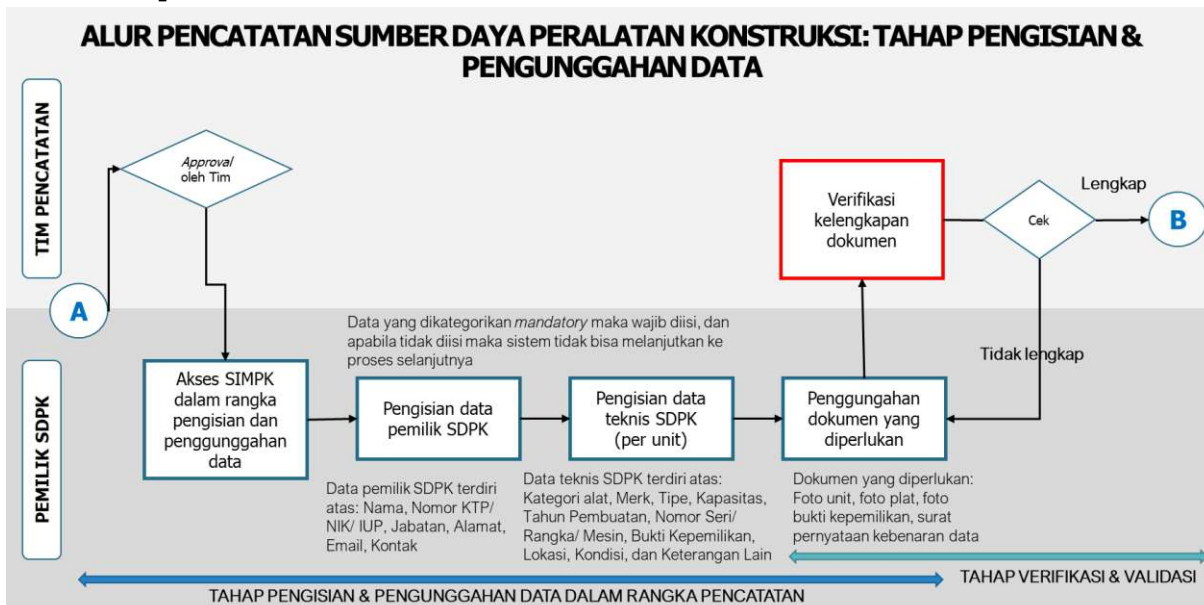 ALUR PENCATATAN SUMBER DAYA PERALATAN KONSTRUKSI: TAHAP PENGISIAN &
PENGUNGGAHAN DATA
TIM PENCATATAN
Approval
oleh Tim
Verifikasi
kelengkapan
dokumen
Cek
Lengkap
B
A
Tidak lengkap
PEMILIK SDPK
Data yang dikategorikan mandatory maka wajib diisi, dan
apabila tidak diisi maka sistem tidak bisa melanjutkan ke
proses selanjutnya
Akses SIMPK
dalam rangka
pengisian dan
penggunggahan
data
Pengisian data
pemilik SDPK
Pengisian data
teknis SDPK
(per unit)
Penggungahan
dokumen yang
diperlukan
Data pemilik SDPK terdiri
atas: Nama, Nomor KTP/
NIK/ IUP, Jabatan, Alamat,
Email, Kontak
Data teknis SDPK terdiri atas:
Kategori alat, Merk, Tipe, Kapasitas,
Tahun Pembuatan, Nomor Seri/
Rangka/ Mesin, Bukti Kepemilikan,
Lokasi, Kondisi, dan Keterangan Lain
Dokumen yang diperlukan:
Foto unit, foto plat, foto
bukti kepemilikan, surat
pernyataan kebenaran data
TAHAP PENGISIAN & PENGUNGGAHAN DATA DALAM RANGKA PENCATATAN
TAHAP VERIFIKASI & VALIDASI